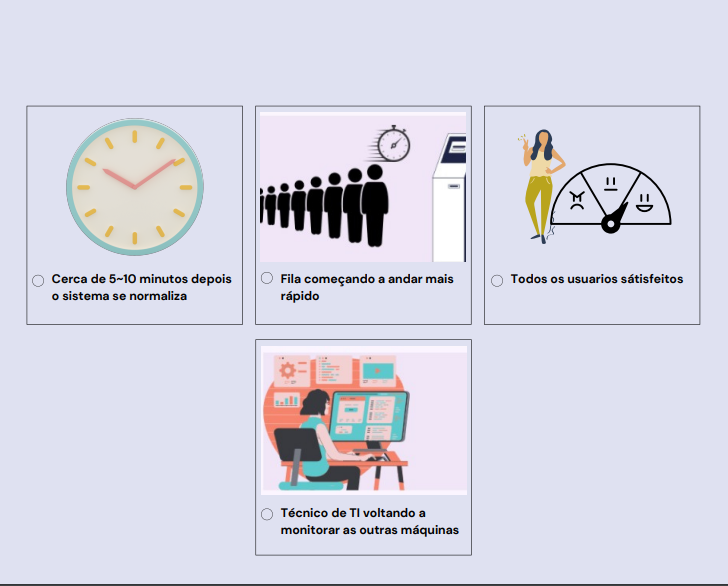 Cerca de 5~10 minutos depois
o sistema se normaliza
Fila começando a andar mais
rápido
Todos os usuarios sátisfeitos
Técnico de TI voltando a
monitorar as outras máquinas